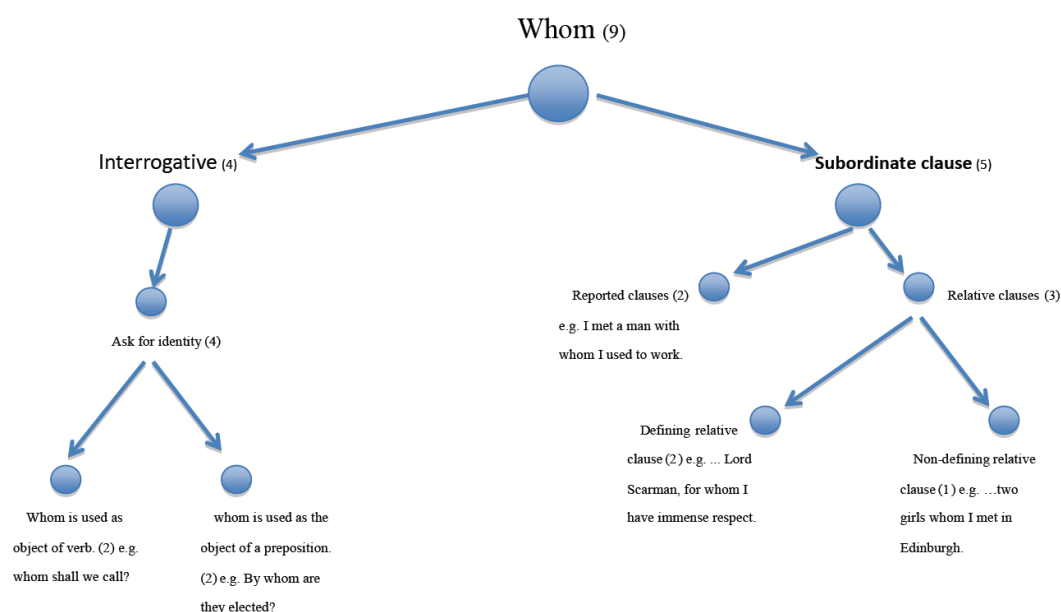 Whom (9)
Interrogative (4)
Subordinate clause (5)
Ask for identity (4)
Reported clauses (2)
e.g. I met a man with
whom I used to work.
Relative clauses (3)
Whom is used as
object of verb. (2) e.g.
whom shall we call?
whom is used as the
object of a preposition.
(2) e.g. By whom are
they elected?
Defining relative
clause (2) e.g. ... Lord
Scarman, for whom I
have immense respect.
Non-defining relative
clause (1) e.g. …two
girls whom I met in
Edinburgh.